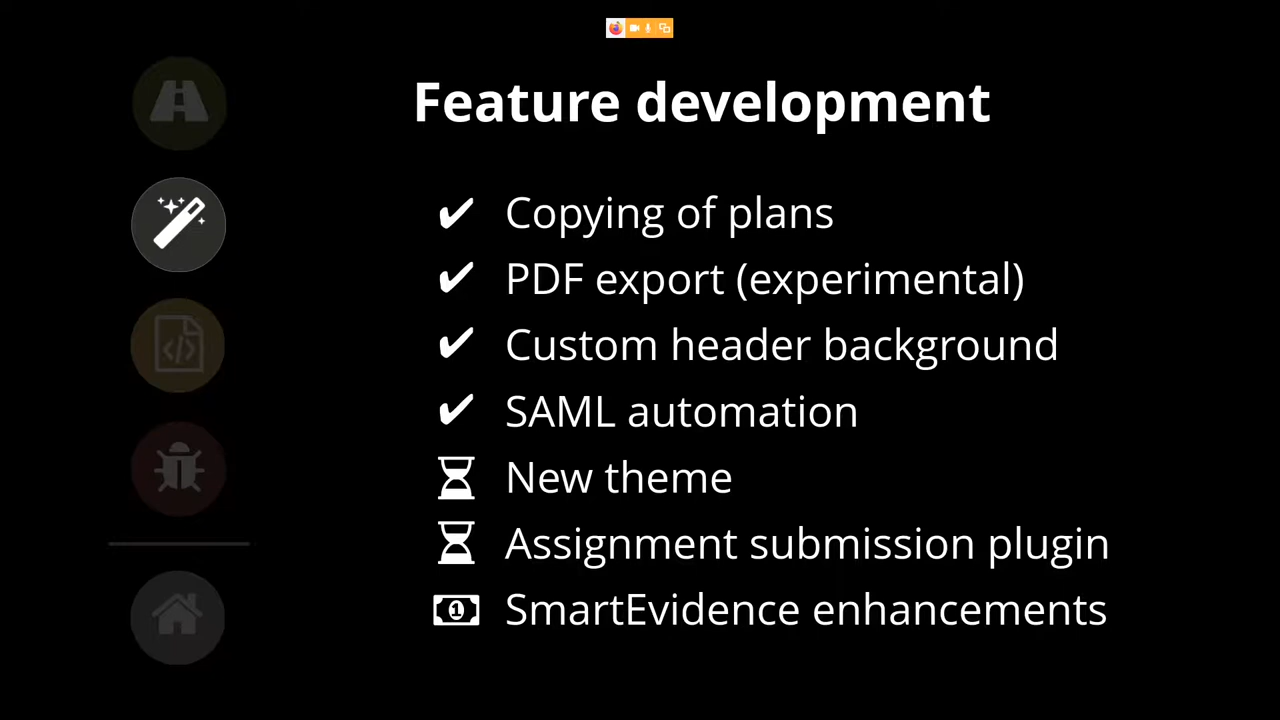 Feature development
✔ Copying of plans
✔ PDF export (experimental)
✔ Custom header background
✔ SAML automation
New theme
Assignment submission plugin
SmartEvidence enhancements